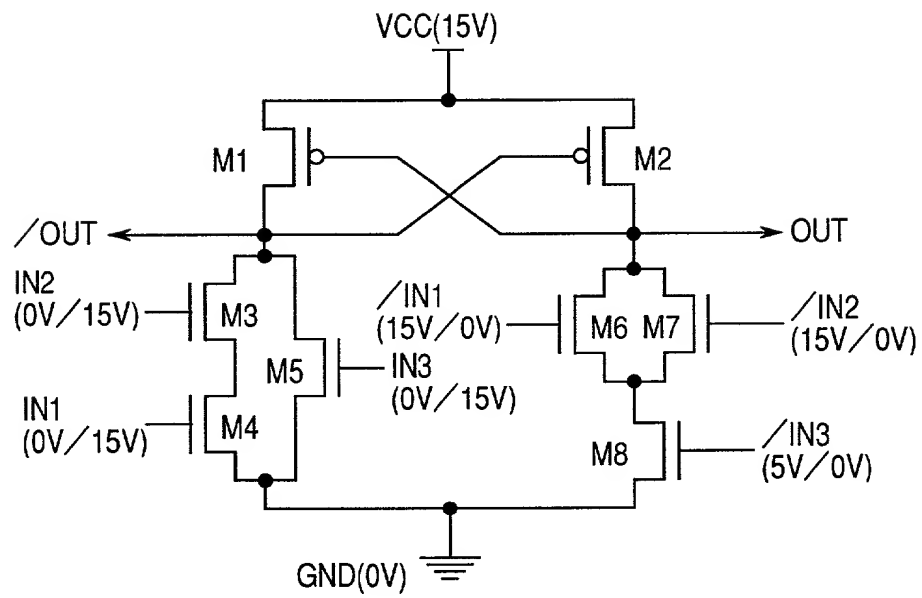 VCC(15V)
M1
M2
/OUT
OUT
IN2
(0V/15V)
M3
/IN1
(15V/0V)
M6
M7
/IN2
(15V/0V)
M5
IN3
(0V/15V)
IN1
(0V/15V)
M4
M8
/IN3
(5V/0V)
GND(0V)